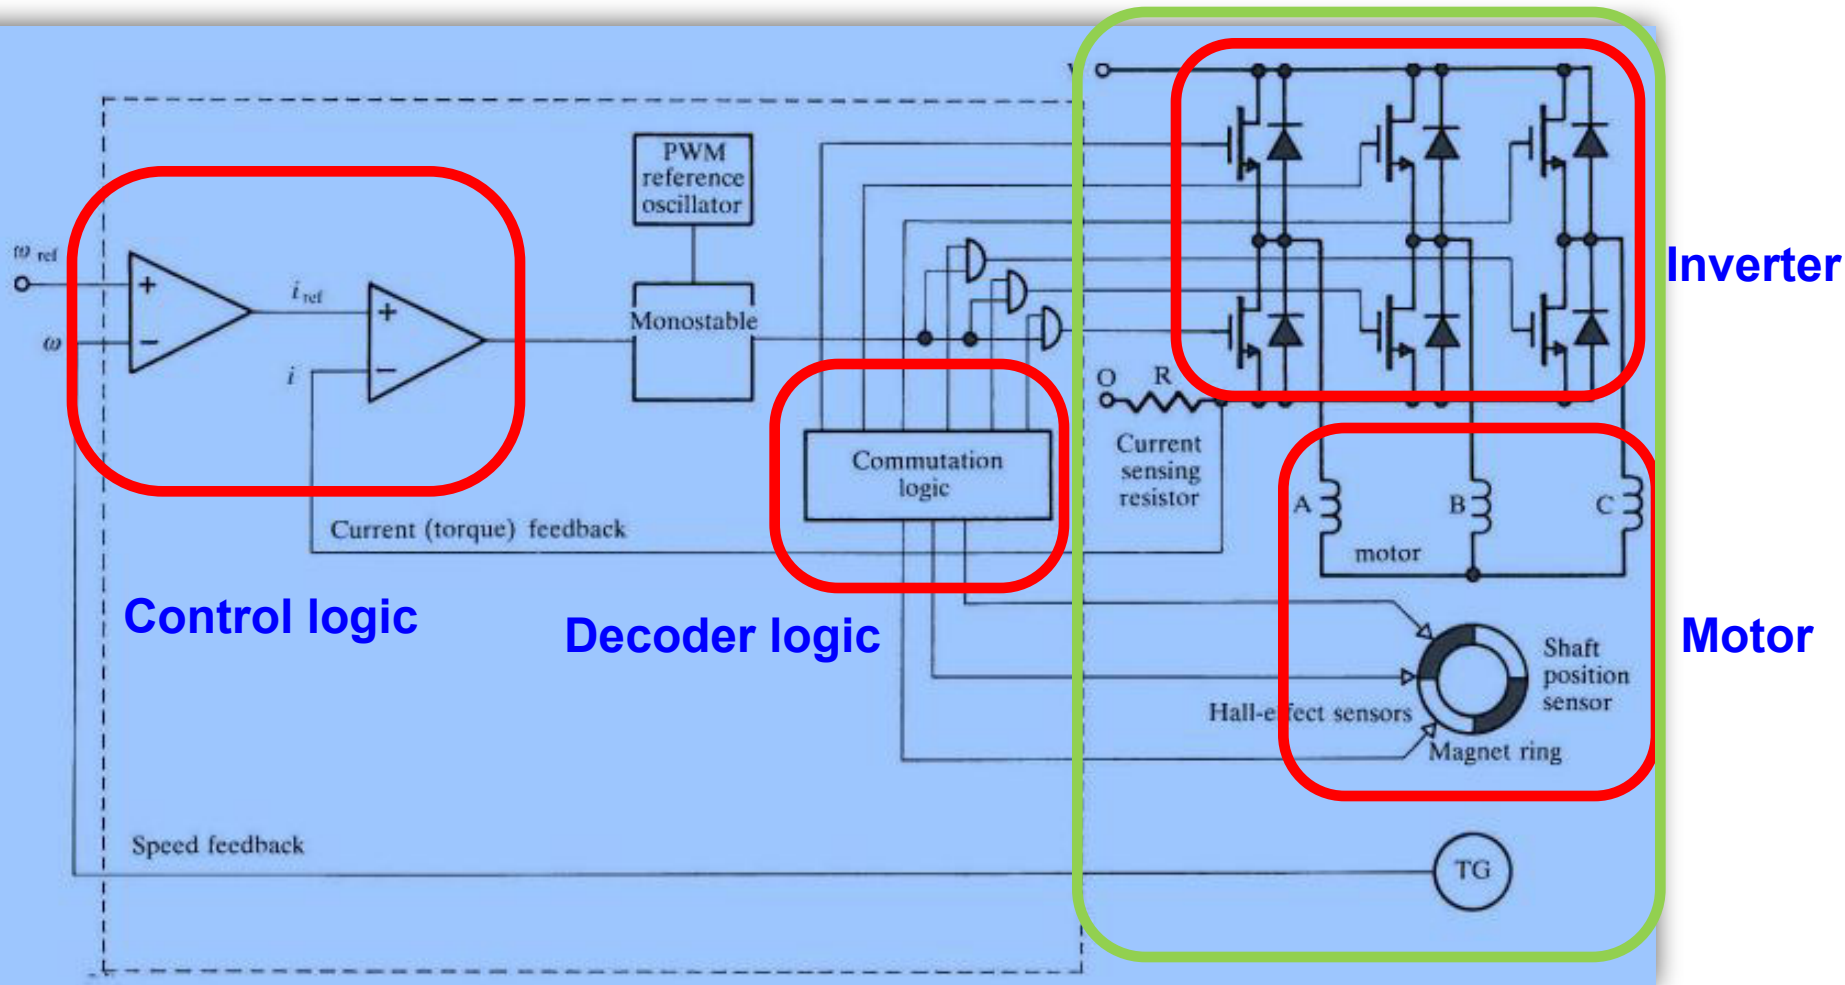 PWM
reference
oscillator
ω ref
+
−
ω
i ref
+
−
i
Monostable
Inverter
O
R
Current
sensing
resistor
Commutation
logic
A
B
C
motor
Current (torque) feedback
Control logic
Decoder logic
Motor
Shaft
position
sensor
Hall-effect sensors
Magnet ring
Speed feedback
TG